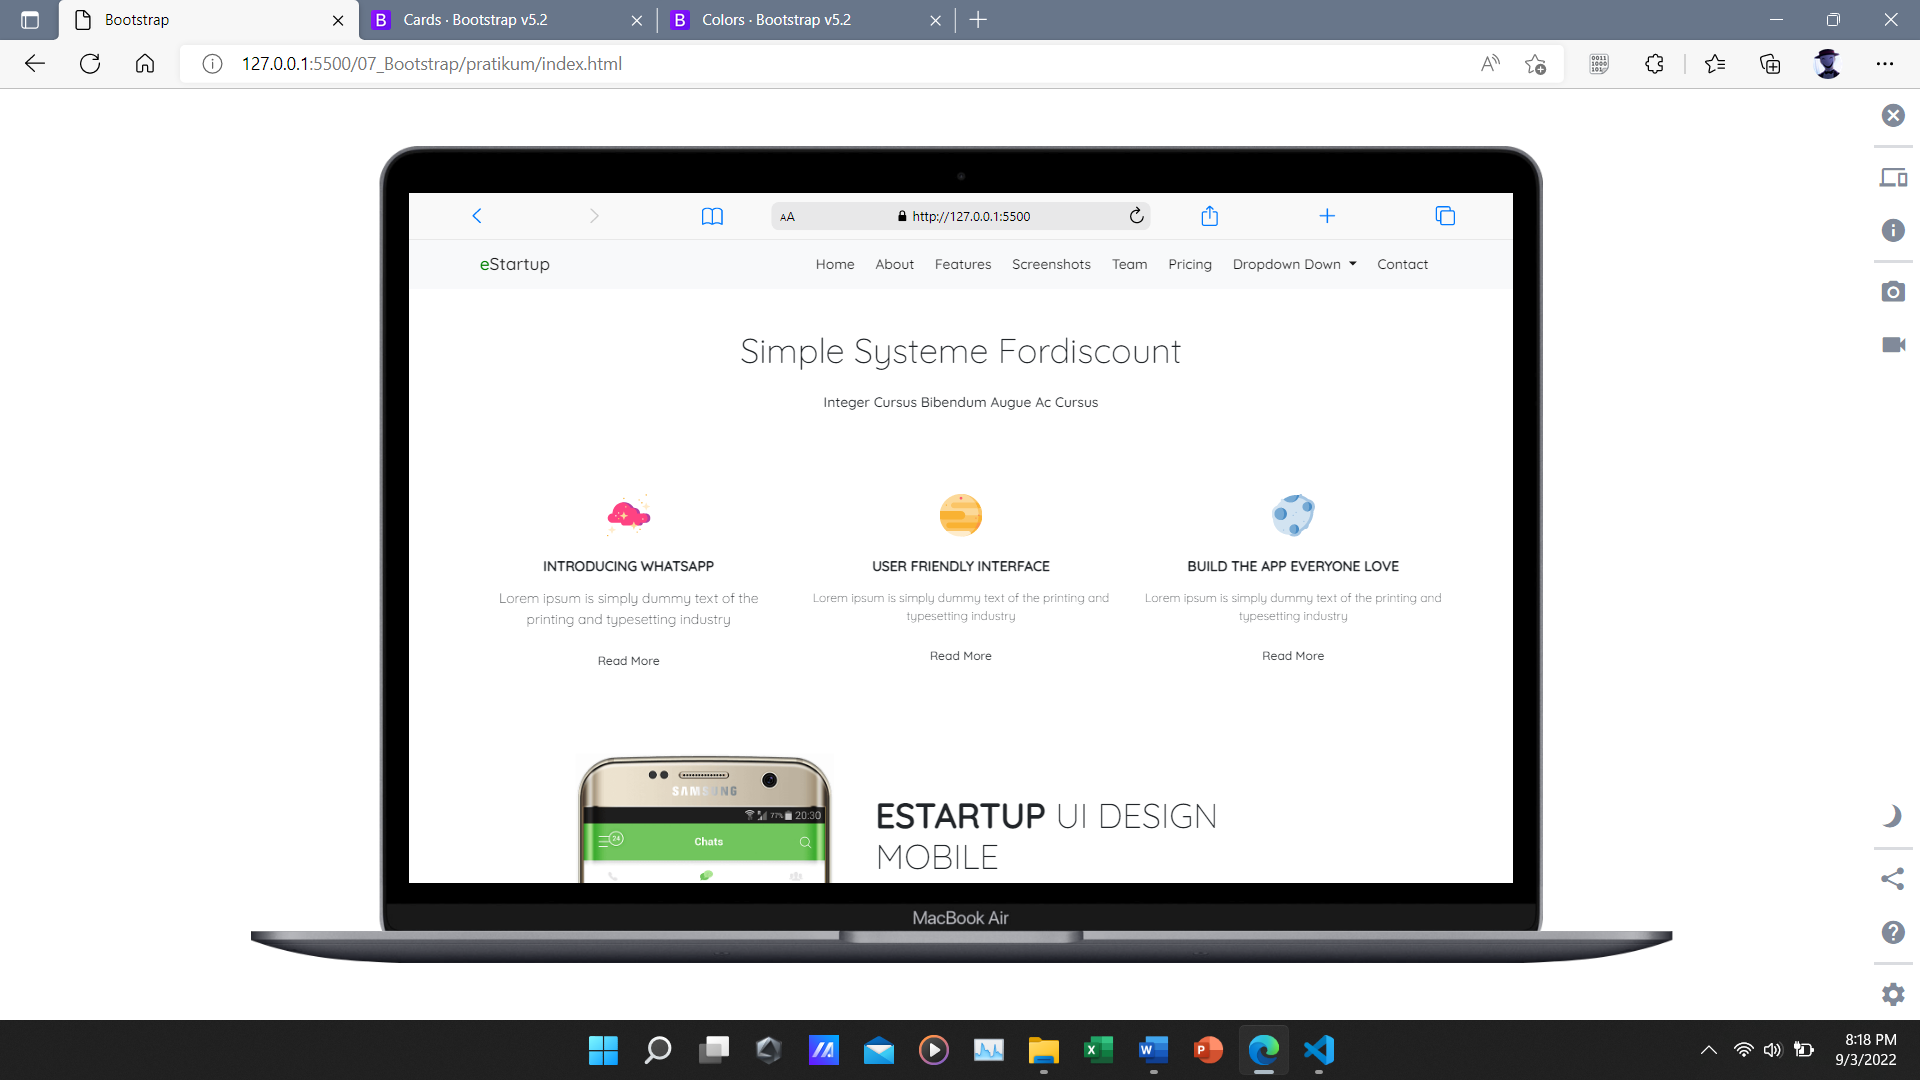 Bootstrap
B Cards · Bootstrap v5.2
B Colors · Bootstrap v5.2
127.0.0.1:5500/07_Bootstrap/pratikum/index.html
AA http://127.0.0.1:5500
eStartup Home About Features Screenshots Team Pricing Dropdown Down Contact
Simple Systeme Fordiscount
Integer Cursus Bibendum Augue Ac Cursus
INTRODUCING WHATSAPP
Lorem ipsum is simply dummy text of the
printing and typesetting industry
Read More
USER FRIENDLY INTERFACE
Lorem ipsum is simply dummy text of the printing and
typesetting industry
Read More
BUILD THE APP EVERYONE LOVE
Lorem ipsum is simply dummy text of the printing and
typesetting industry
Read More
SAMSUNG
77% 20:30
24 Chats
ESTARTUP UI DESIGN
MOBILE
MacBook Air
8:18 PM
9/3/2022